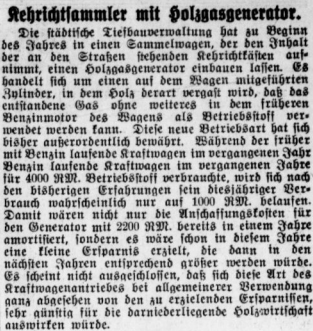 Kehrichtsammler mit Holzgasgenerator.
Die städtische Tiefbauverwaltung hat zu Beginn
des Jahres in einen Sammelwagen, der den Inhalt
der an den Straßen stehenden Kehrichtkästen auf-
nimmt, einen Holzgasgenerator einbauen lassen. Es
handelt sich um einen auf dem Wagen mitgeführten
Zylinder, in dem Holz derart vergast wird, daß das
entstandene Gas ohne weiteres in dem früheren
Benzinmotor des Wagens als Betriebsstoff ver-
wendet werden kann. Diese neue Betriebsart hat sich
bisher außerordentlich bewährt. Während der früher
mit Benzin laufende Kraftwagen im vergangenen Jahr
Benzin laufende Kraftwagen im vergangenen Jahre
für 4000 RM. Betriebsstoff verbrauchte, wird sich nach
den bisherigen Erfahrungen sein diesjähriger Ver-
brauch wahrscheinlich nur auf 1000 RM. belaufen.
Damit wären nicht nur die Anschaffungskosten für
den Generator mit 2200 RM. bereits in einem Jahre
amortisiert, sondern es wäre schon in diesem Jahre
eine kleine Ersparnis erzielt, die dann in den
nächsten Jahren entsprechend größer werden würde.
Es scheint nicht ausgeschlossen, daß sich diese Art des
Kraftwagenantriebes bei allgemeinerer Verwendung
ganz abgesehen von den zu erzielenden Ersparnissen,
sehr günstig für die darniederliegende Holzwirtschaft
auswirken würde.